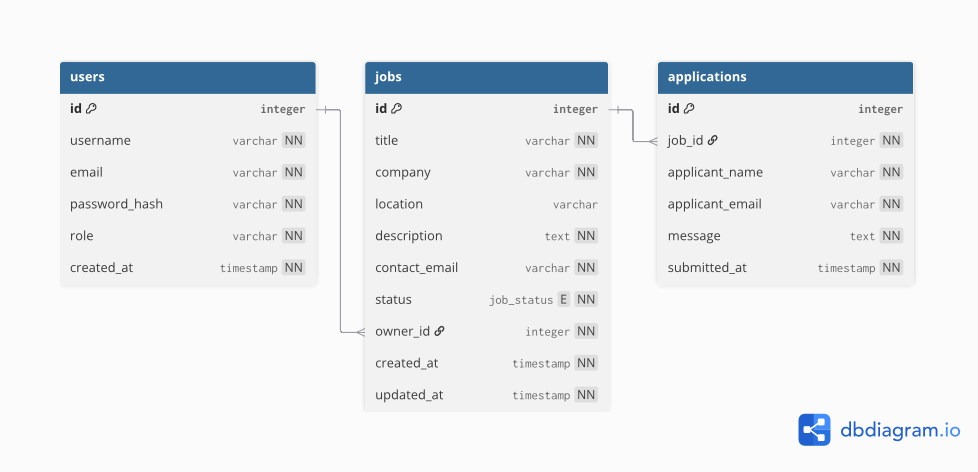 users
id integer
username varchar NN
email varchar NN
password_hash varchar NN
role varchar NN
created_at timestamp NN
jobs
id integer
title varchar NN
company varchar NN
location varchar
description text NN
contact_email varchar NN
status job_status E NN
owner_id integer NN
created_at timestamp NN
updated_at timestamp NN
applications
id integer
job_id integer NN
applicant_name varchar NN
applicant_email varchar NN
message text NN
submitted_at timestamp NN
dbdiagram.io